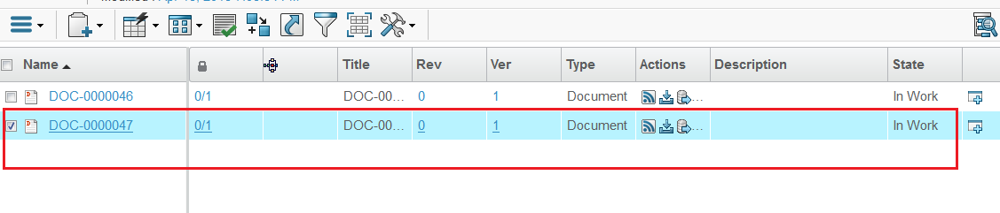 Name Title Rev Ver Type Actions Description State
DOC-0000046 0/1 DOC-00... 0 1 Document ... In Work
DOC-0000047 0/1 DOC-00... 0 1 Document ... In Work